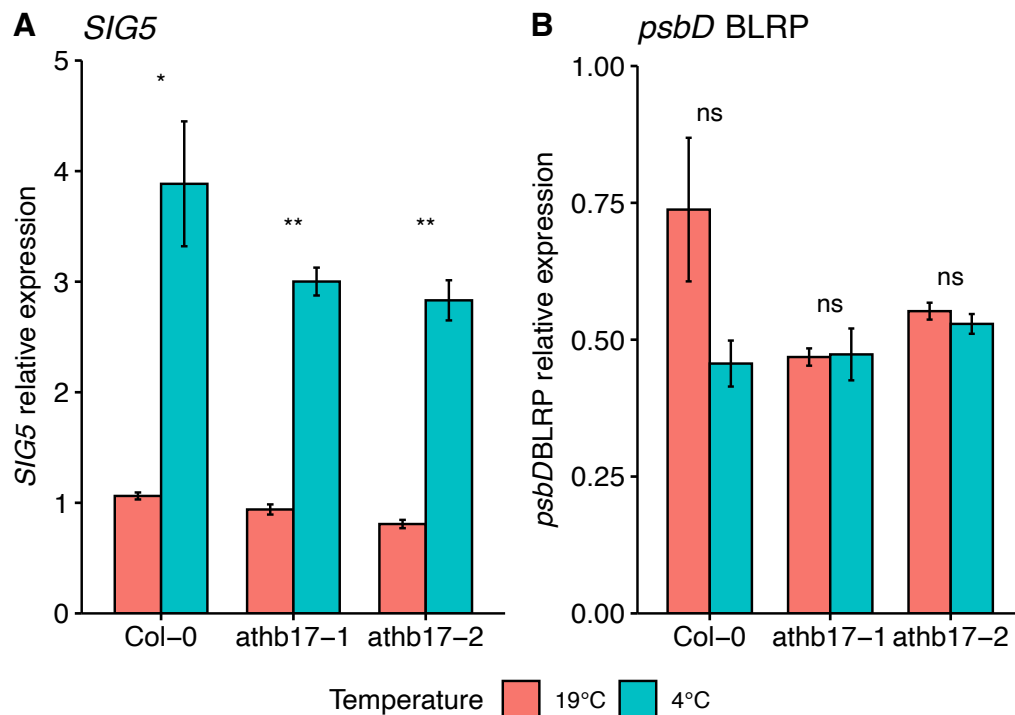 A SIG5
SIG5 relative expression
5
4
3
2
1
0
*
**
**
Col–0 athb17–1 athb17–2
B psbD BLRP
psbDBLRP relative expression
1.00
0.75
0.50
0.25
0.00
ns
ns
ns
Col–0 athb17–1 athb17–2
Temperature 19°C 4°C